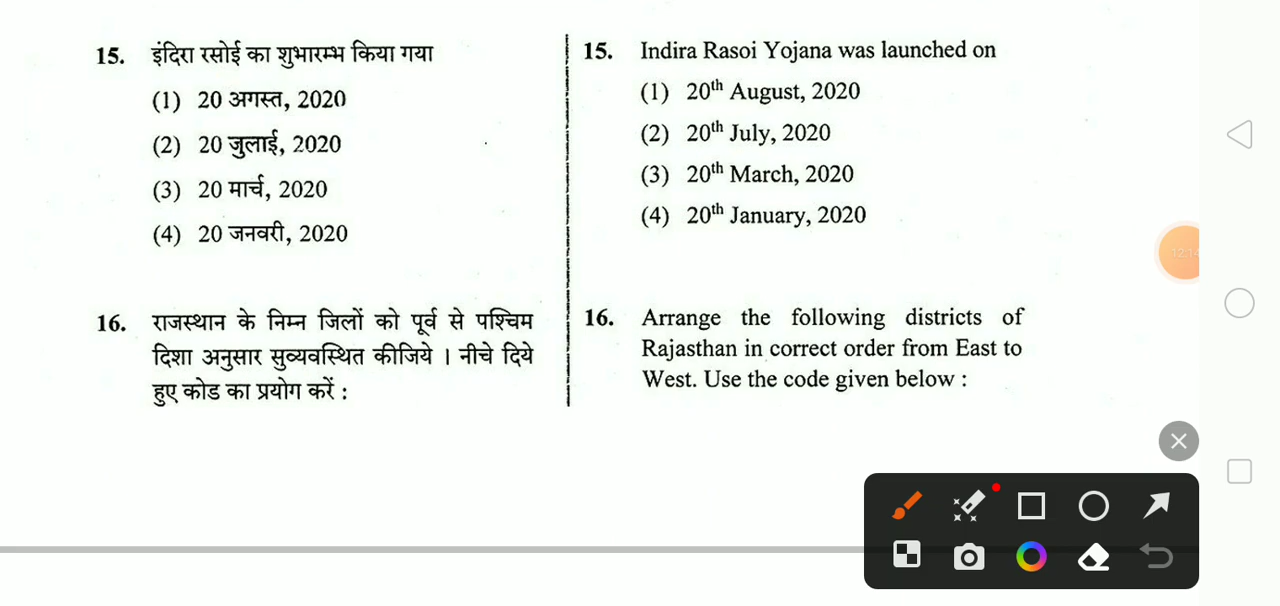 15. इंदिरा रसोई का शुभारम्भ किया गया
(1) 20 अगस्त, 2020
(2) 20 जुलाई, 2020
(3) 20 मार्च, 2020
(4) 20 जनवरी, 2020
16. राजस्थान के निम्न जिलों को पूर्व से पश्चिम
दिशा अनुसार सुव्यवस्थित कीजिये । नीचे दिये
हुए कोड का प्रयोग करें :
15. Indira Rasoi Yojana was launched on
(1) 20th August, 2020
(2) 20th July, 2020
(3) 20th March, 2020
(4) 20th January, 2020
16. Arrange the following districts of
Rajasthan in correct order from East to
West. Use the code given below :